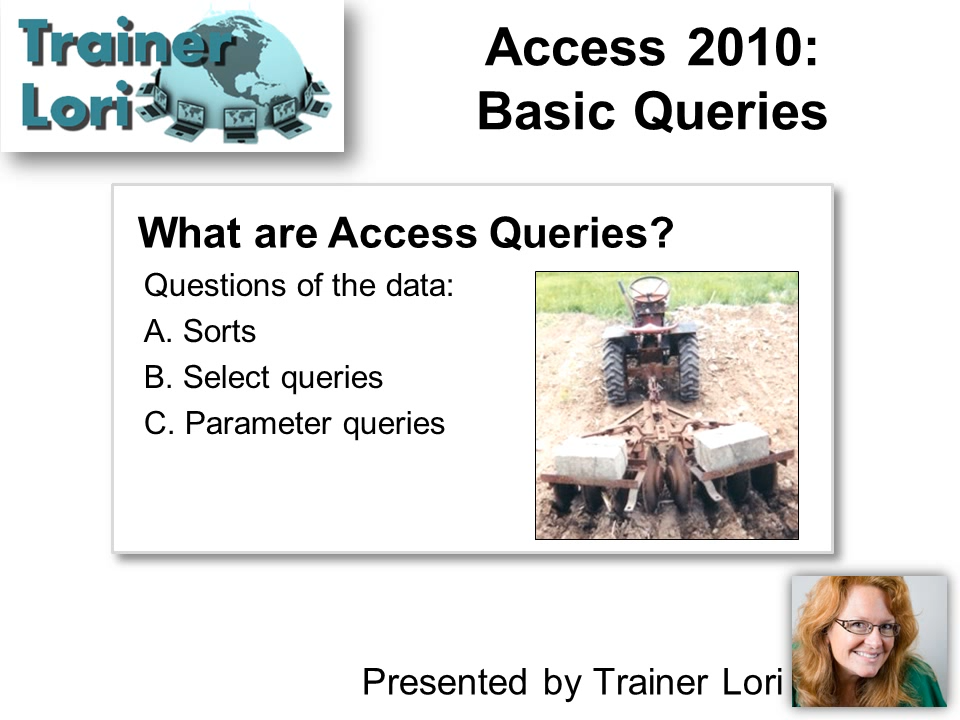 Trainer
Lori
Access 2010:
Basic Queries
What are Access Queries?
Questions of the data:
A. Sorts
B. Select queries
C. Parameter queries
Presented by Trainer Lori